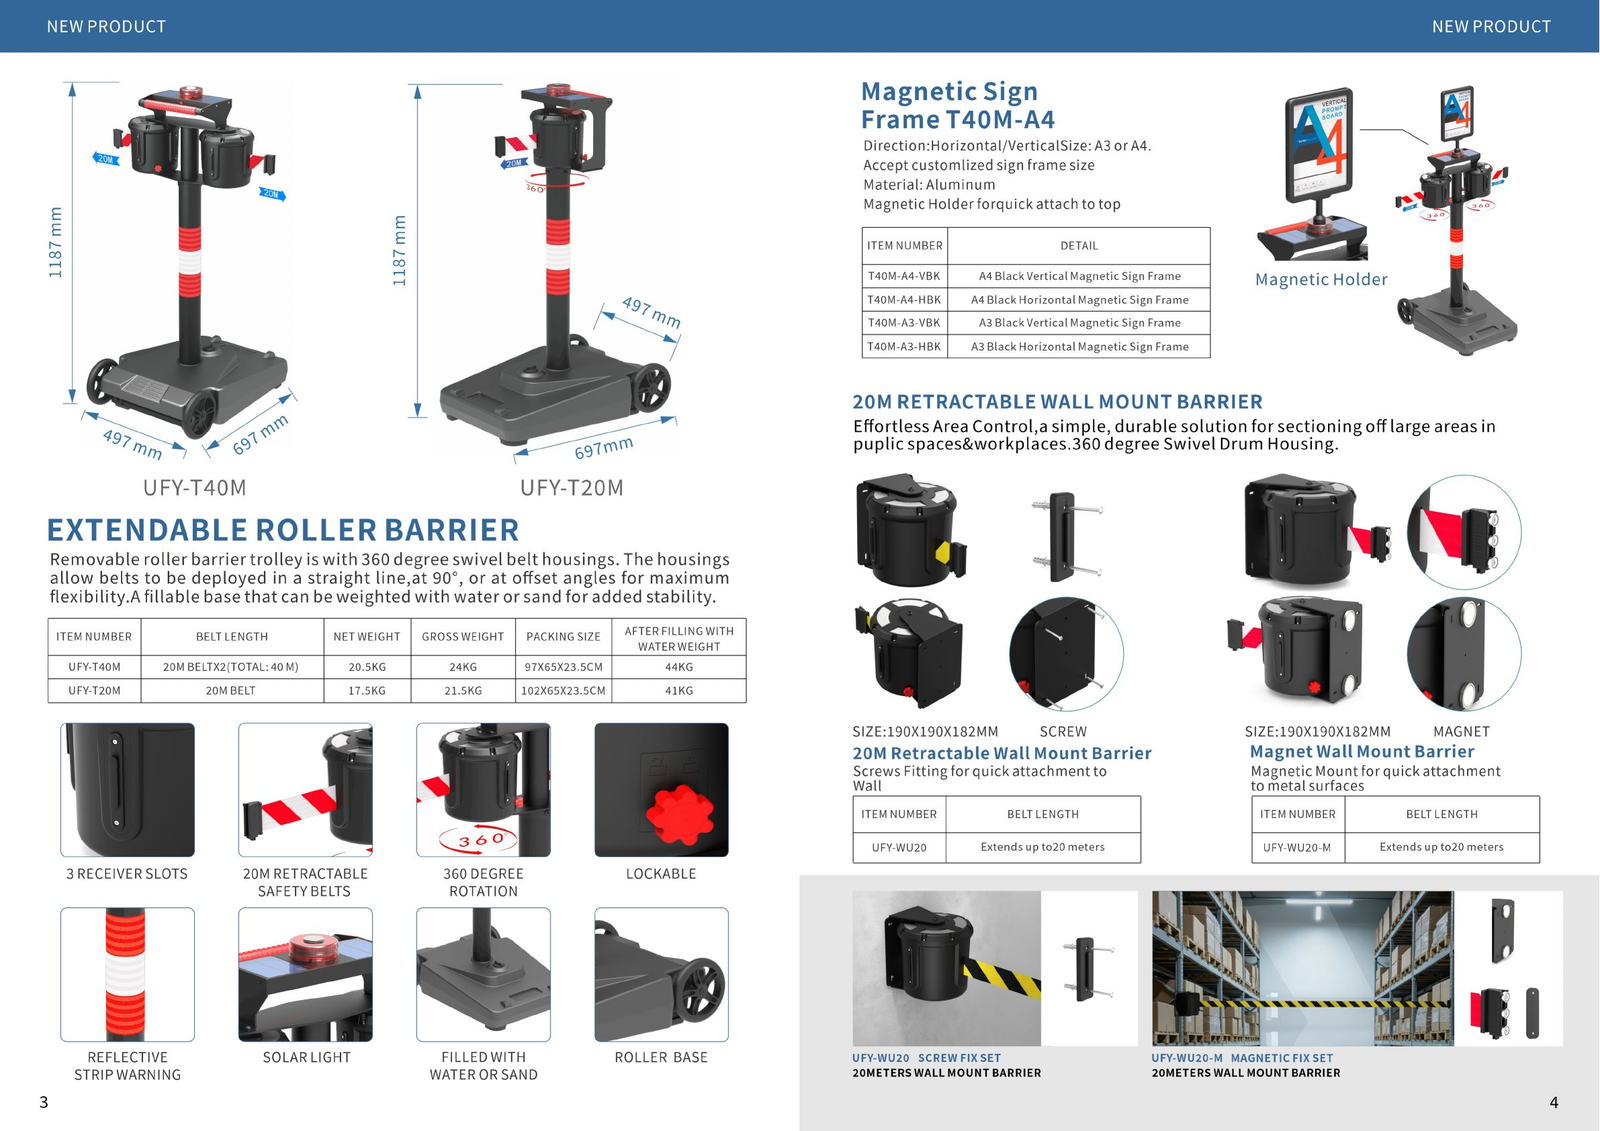 NEW PRODUCT
NEW PRODUCT
1187 mm
20M
20M
497 mm
697 mm
UFY-T40M
1187 mm
20M
360°
497 mm
697mm
UFY-T20M
EXTENDABLE ROLLER BARRIER
Removable roller barrier trolley is with 360 degree swivel belt housings. The housings
allow belts to be deployed in a straight line,at 90°, or at offset angles for maximum
flexibility.A fillable base that can be weighted with water or sand for added stability.
ITEM NUMBER BELT LENGTH NET WEIGHT GROSS WEIGHT PACKING SIZE AFTER FILLING WITH
WATER WEIGHT
UFY-T40M 20M BELTX2(TOTAL: 40 M) 20.5KG 24KG 97X65X23.5CM 44KG
UFY-T20M 20M BELT 17.5KG 21.5KG 102X65X23.5CM 41KG
360°
3 RECEIVER SLOTS
20M RETRACTABLE
SAFETY BELTS
360 DEGREE
ROTATION
LOCKABLE
REFLECTIVE
STRIP WARNING
SOLAR LIGHT
FILLED WITH
WATER OR SAND
ROLLER BASE
3
Magnetic Sign
Frame T40M-A4
Direction:Horizontal/VerticalSize: A3 or A4.
Accept customlized sign frame size
Material: Aluminum
Magnetic Holder forquick attach to top
ITEM NUMBER DETAIL
T40M-A4-VBK A4 Black Vertical Magnetic Sign Frame
T40M-A4-HBK A4 Black Horizontal Magnetic Sign Frame
T40M-A3-VBK A3 Black Vertical Magnetic Sign Frame
T40M-A3-HBK A3 Black Horizontal Magnetic Sign Frame
VERTICAL
PROMPT
BOARD
A4
A4
360
360
Magnetic Holder
20M RETRACTABLE WALL MOUNT BARRIER
Effortless Area Control,a simple, durable solution for sectioning off large areas in
puplic spaces&workplaces.360 degree Swivel Drum Housing.
SIZE:190X190X182MM
SCREW
20M Retractable Wall Mount Barrier
Screws Fitting for quick attachment to
Wall
ITEM NUMBER BELT LENGTH
UFY-WU20 Extends up to20 meters
SIZE:190X190X182MM
MAGNET
Magnet Wall Mount Barrier
Magnetic Mount for quick attachment
to metal surfaces
ITEM NUMBER BELT LENGTH
UFY-WU20-M Extends up to20 meters
UFY-WU20 SCREW FIX SET
20METERS WALL MOUNT BARRIER
UFY-WU20-M MAGNETIC FIX SET
20METERS WALL MOUNT BARRIER
4